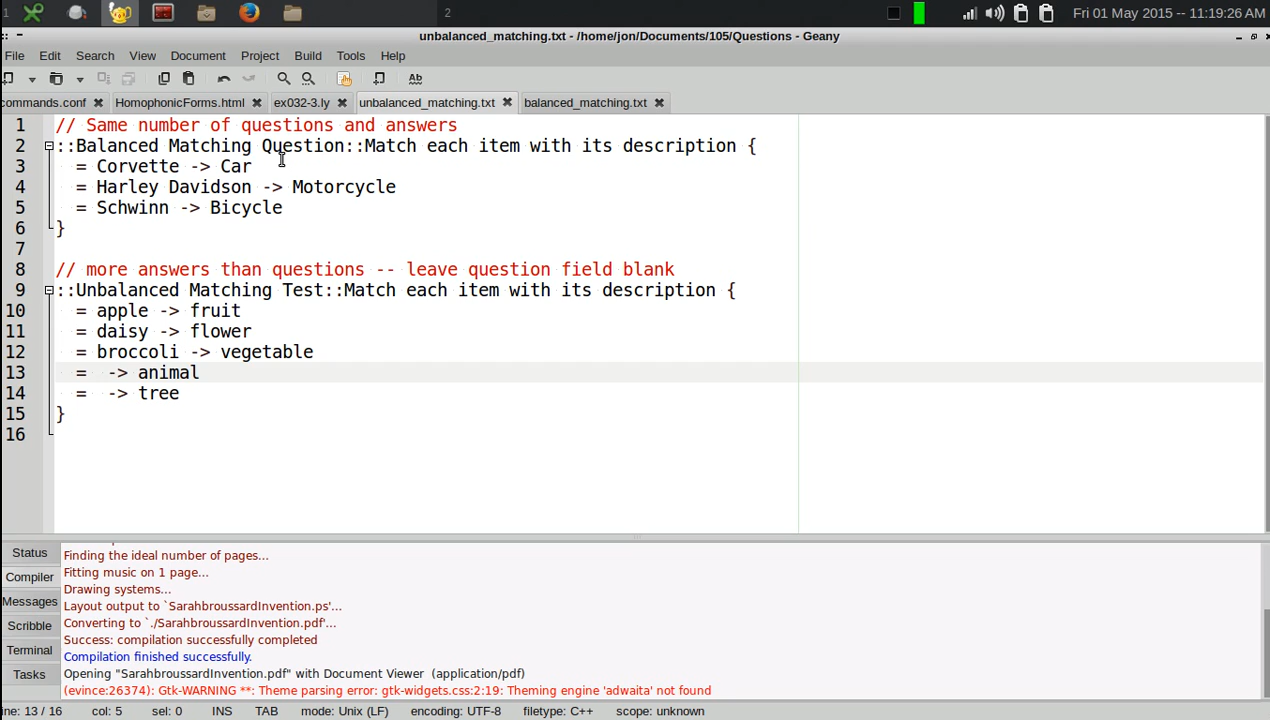 1
2
Fri 01 May 2015 -- 11:19:26 AM
unbalanced_matching.txt - /home/jon/Documents/105/Questions - Geany
File Edit Search View Document Project Build Tools Help
Ab
commands.conf HomophonicForms.html ex032-3.ly unbalanced_matching.txt balanced_matching.txt
1 // Same number of questions and answers
2 ::Balanced Matching Question::Match each item with its description {
3 = Corvette -> Car
4 = Harley Davidson -> Motorcycle
5 = Schwinn -> Bicycle
6 }
7
8 // more answers than questions -- leave question field blank
9 ::Unbalanced Matching Test::Match each item with its description {
10 = apple -> fruit
11 = daisy -> flower
12 = broccoli -> vegetable
13 = -> animal
14 = -> tree
15 }
16
Status
Compiler
Messages
Scribble
Terminal
Tasks
Finding the ideal number of pages...
Fitting music on 1 page...
Drawing systems...
Layout output to `SarahbroussardInvention.ps'...
Converting to `./SarahbroussardInvention.pdf'...
Success: compilation successfully completed
Compilation finished successfully.
Opening "SarahbroussardInvention.pdf" with Document Viewer (application/pdf)
(evince:26374): Gtk-WARNING **: Theme parsing error: gtk-widgets.css:2:19: Theming engine 'adwaita' not found
ine: 13 / 16 col: 5 sel: 0 INS TAB mode: Unix (LF) encoding: UTF-8 filetype: C++ scope: unknown